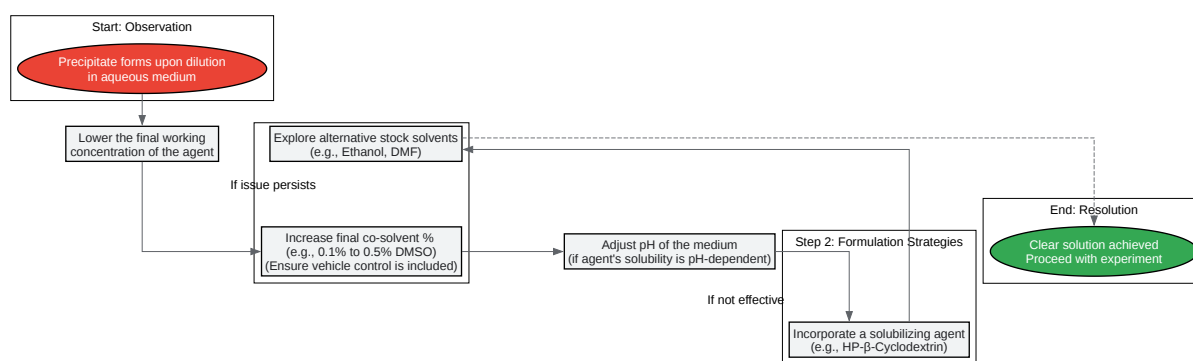 Start: Observation
Precipitate forms upon dilution
in aqueous medium
Lower the final working
concentration of the agent
Explore alternative stock solvents
(e.g., Ethanol, DMF)
If issue persists
Increase final co-solvent %
(e.g., 0.1% to 0.5% DMSO)
(Ensure vehicle control is included)
Adjust pH of the medium
(if agent's solubility is pH-dependent)
If not effective
Step 2: Formulation Strategies
Incorporate a solubilizing agent
(e.g., HP-β-Cyclodextrin)
End: Resolution
Clear solution achieved
Proceed with experiment